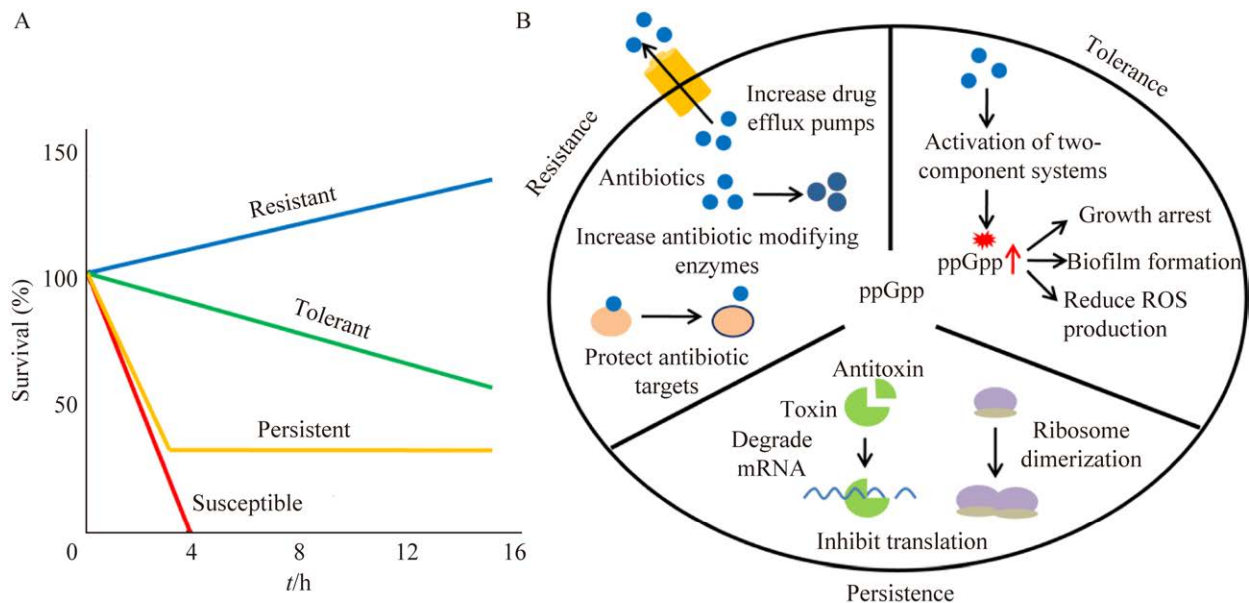 A
150
100
50
0
4
8
12
16
Survival (%)
t/h
Resistant
Tolerant
Persistent
Susceptible
B
Resistance
Increase drug
efflux pumps
Antibiotics
Increase antibiotic modifying
enzymes
Protect antibiotic
targets
Tolerance
Activation of two-
component systems
ppGpp
Growth arrest
Biofilm formation
Reduce ROS
production
ppGpp
Antitoxin
Toxin
Degrade
mRNA
Ribosome
dimerization
Inhibit translation
Persistence